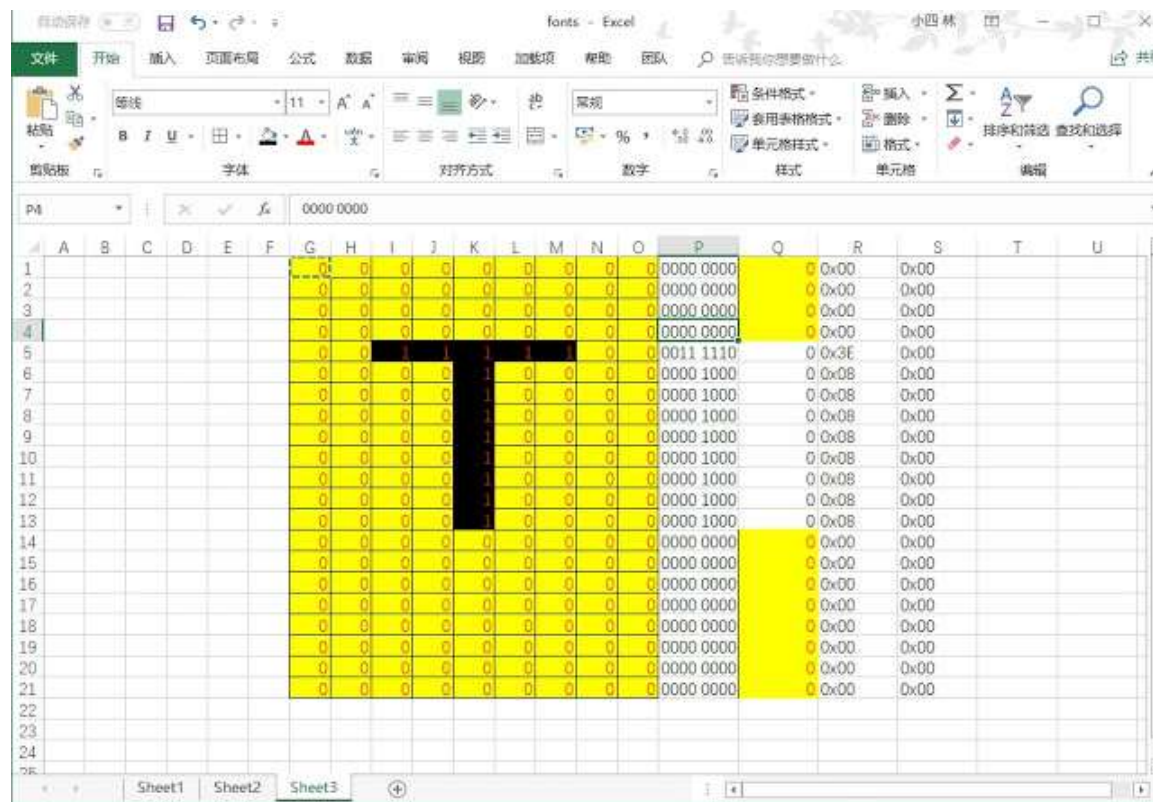 自动保存 fonts - Excel 小四 林
文件 开始 插入 页面布局 公式 数据 审阅 视图 加载项 帮助 团队 告诉我你想要做什么
等线 11 常规 条件格式 插入
粘贴 B I U % 套用表格格式 删除 排序和筛选 查找和选择
单元格样式 格式
剪贴板 字体 对齐方式 数字 样式 单元格 编辑
P4 fx 0000 0000
A B C D E F G H I J K L M N O P Q R S T U
1 0 0 0 0 0 0 0 0 0 0000 0000 0 0x00 0x00
2 0 0 0 0 0 0 0 0 0 0000 0000 0 0x00 0x00
3 0 0 0 0 0 0 0 0 0 0000 0000 0 0x00 0x00
4 0 0 0 0 0 0 0 0 0 0000 0000 0 0x00 0x00
5 0 0 1 1 1 1 1 0 0 0011 1110 0 0x3E 0x00
6 0 0 0 0 1 0 0 0 0 0000 1000 0 0x08 0x00
7 0 0 0 0 1 0 0 0 0 0000 1000 0 0x08 0x00
8 0 0 0 0 1 0 0 0 0 0000 1000 0 0x08 0x00
9 0 0 0 0 1 0 0 0 0 0000 1000 0 0x08 0x00
10 0 0 0 0 1 0 0 0 0 0000 1000 0 0x08 0x00
11 0 0 0 0 1 0 0 0 0 0000 1000 0 0x08 0x00
12 0 0 0 0 1 0 0 0 0 0000 1000 0 0x08 0x00
13 0 0 0 0 1 0 0 0 0 0000 1000 0 0x08 0x00
14 0 0 0 0 0 0 0 0 0 0000 0000 0 0x00 0x00
15 0 0 0 0 0 0 0 0 0 0000 0000 0 0x00 0x00
16 0 0 0 0 0 0 0 0 0 0000 0000 0 0x00 0x00
17 0 0 0 0 0 0 0 0 0 0000 0000 0 0x00 0x00
18 0 0 0 0 0 0 0 0 0 0000 0000 0 0x00 0x00
19 0 0 0 0 0 0 0 0 0 0000 0000 0 0x00 0x00
20 0 0 0 0 0 0 0 0 0 0000 0000 0 0x00 0x00
21 0 0 0 0 0 0 0 0 0 0000 0000 0 0x00 0x00
22
23
24
Sheet1 Sheet2 Sheet3